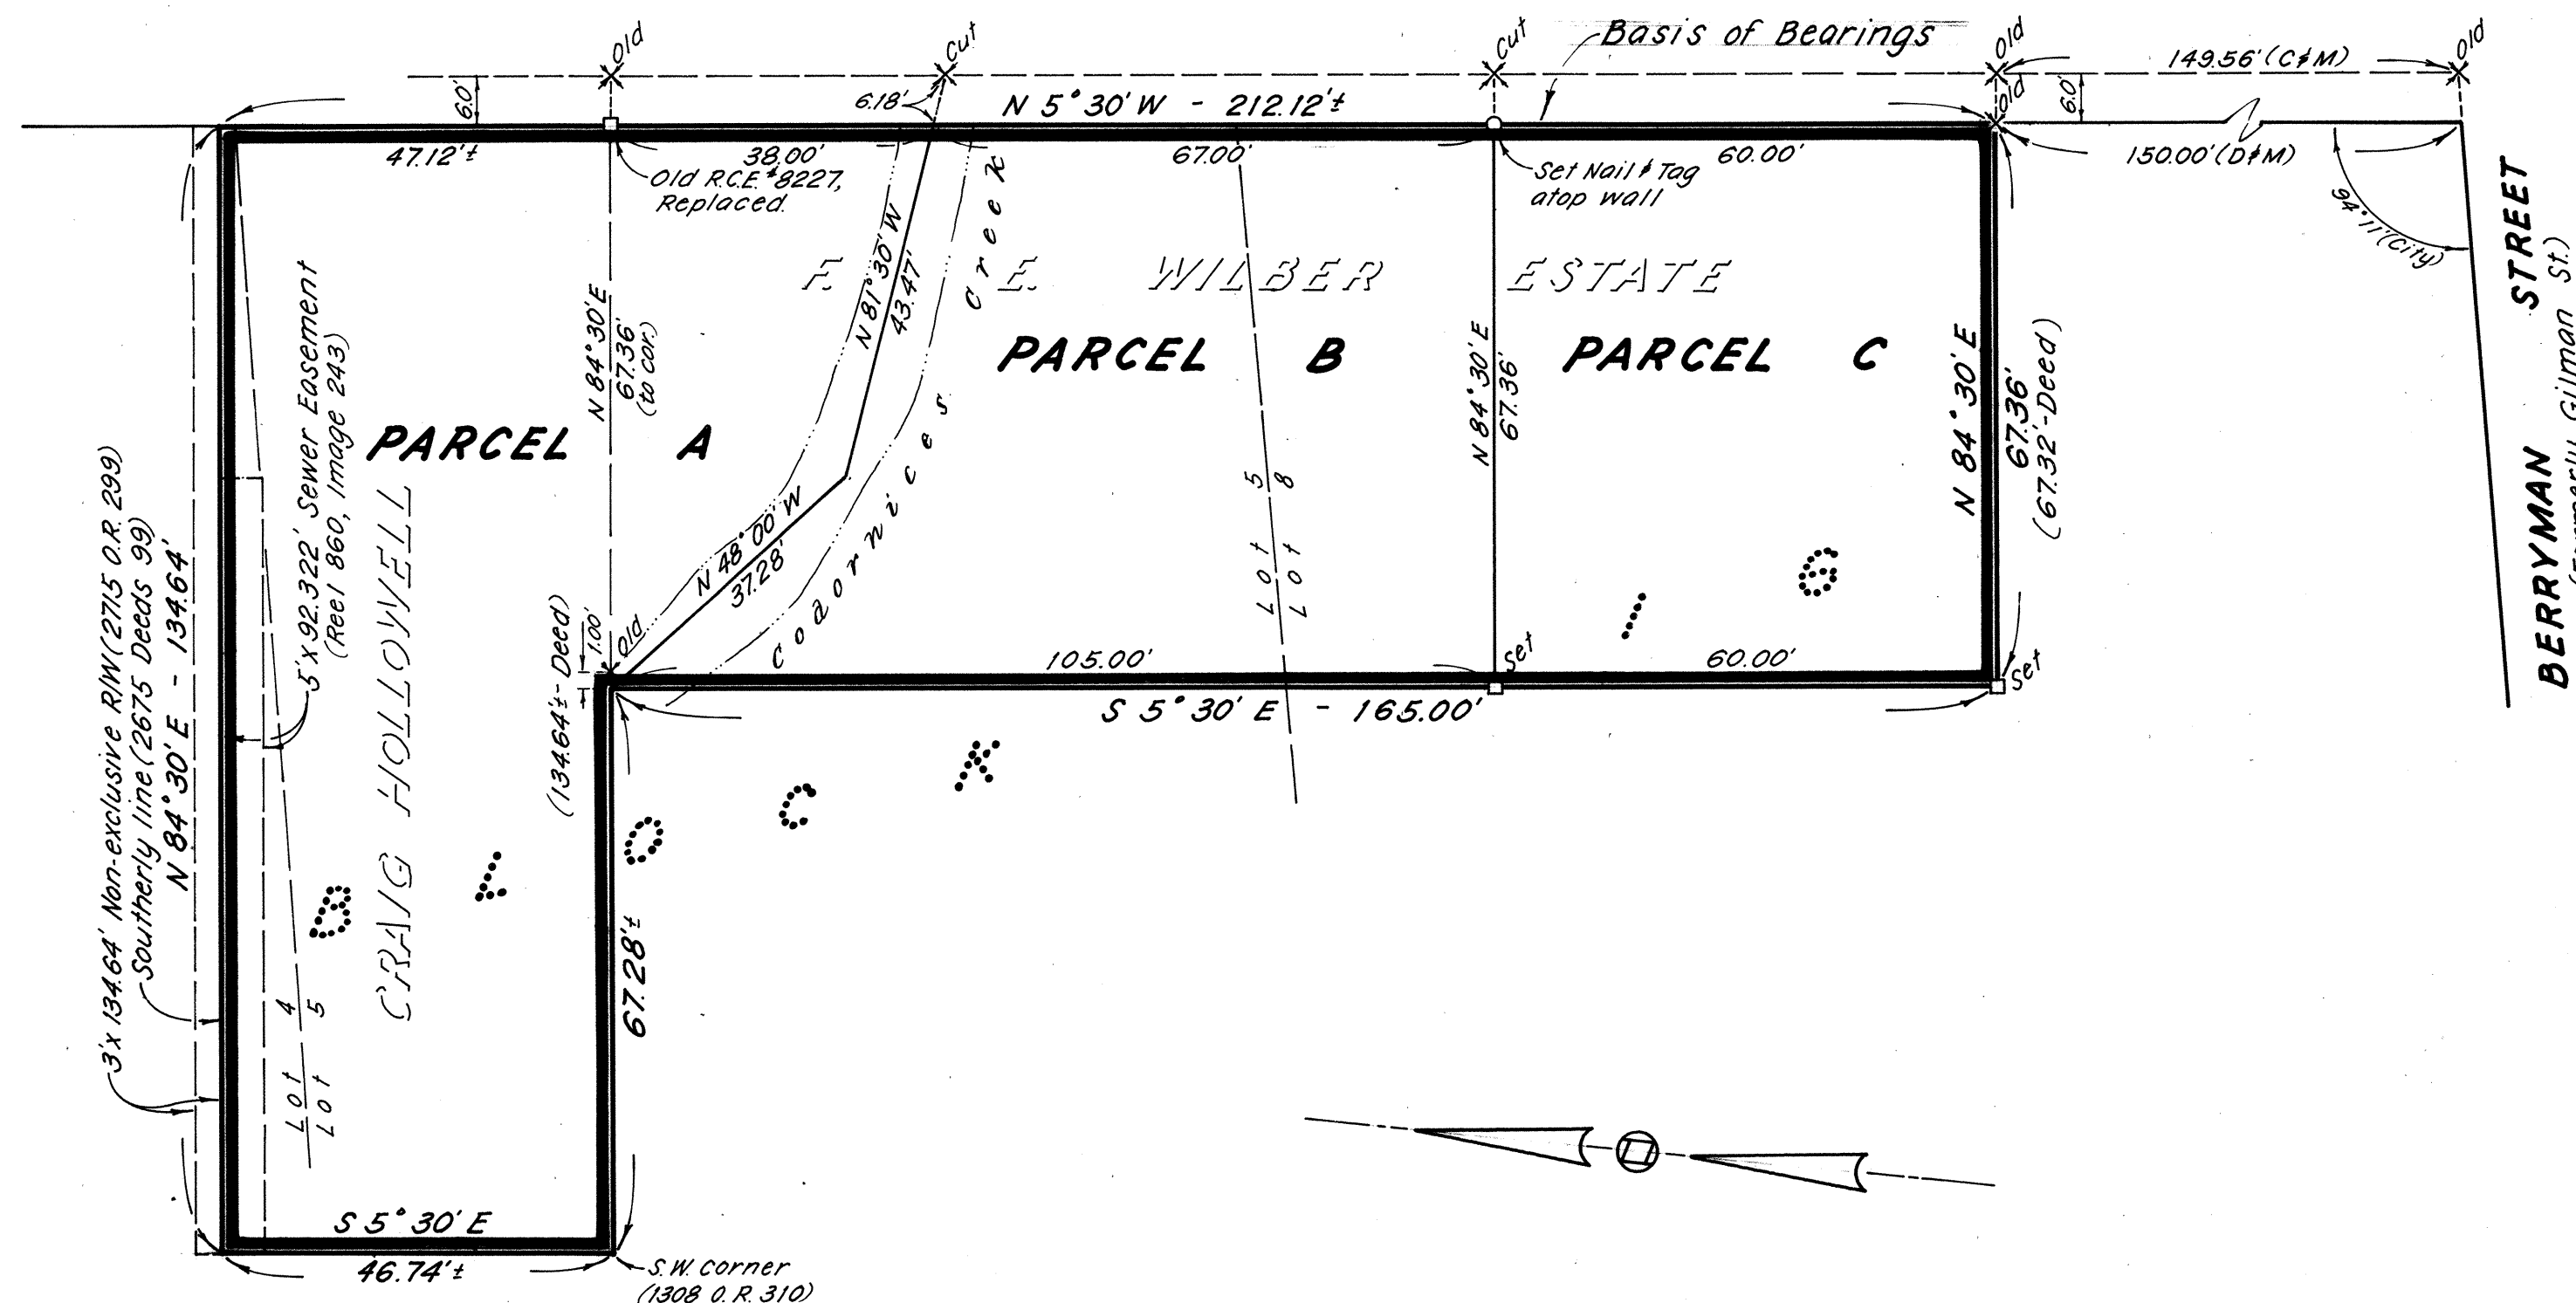 Basis of Bearings
Old
Cut
Cut
Old
Old
Old
149.56' (C&M)
6.0'
6.18'
N 5°30' W - 212.12'±
6.0'
47.12'±
38.00'
67.00'
60.00'
150.00' (D&M)
Old R.C.E. #8227,
Replaced.
Set Nail & Tag
atop wall
94°11' (City)
F. E. WILBER ESTATE
PARCEL A
PARCEL B
PARCEL C
CRAIG HOLLOWELL
N 84°30' E
67.36'
(to cor.)
N 81°30' W
43.47'
N 48°00' W
37.28'
Codornices Creek
N 84°30' E
67.36'
N 84°30' E
67.36'
(67.32'-Deed)
BERRYMAN STREET
(Formerly Gilman St.)
5' x 92.322' Sewer Easement
(Reel 860, Image 243)
3' x 134.64' Non-exclusive R/W (2715 O.R. 299)
Southerly line (2675 Deeds 99)
N 84°30' E - 134.64'
(134.64'±- Deed)
1.00'
Old
Lot 5
Lot 8
105.00'
Set
60.00'
Set
S 5°30' E - 165.00'
BLOCK 1 G
67.28'±
Lot 4
Lot 5
S 5°30' E
46.74'±
S.W. Corner
(1308 O.R. 310)